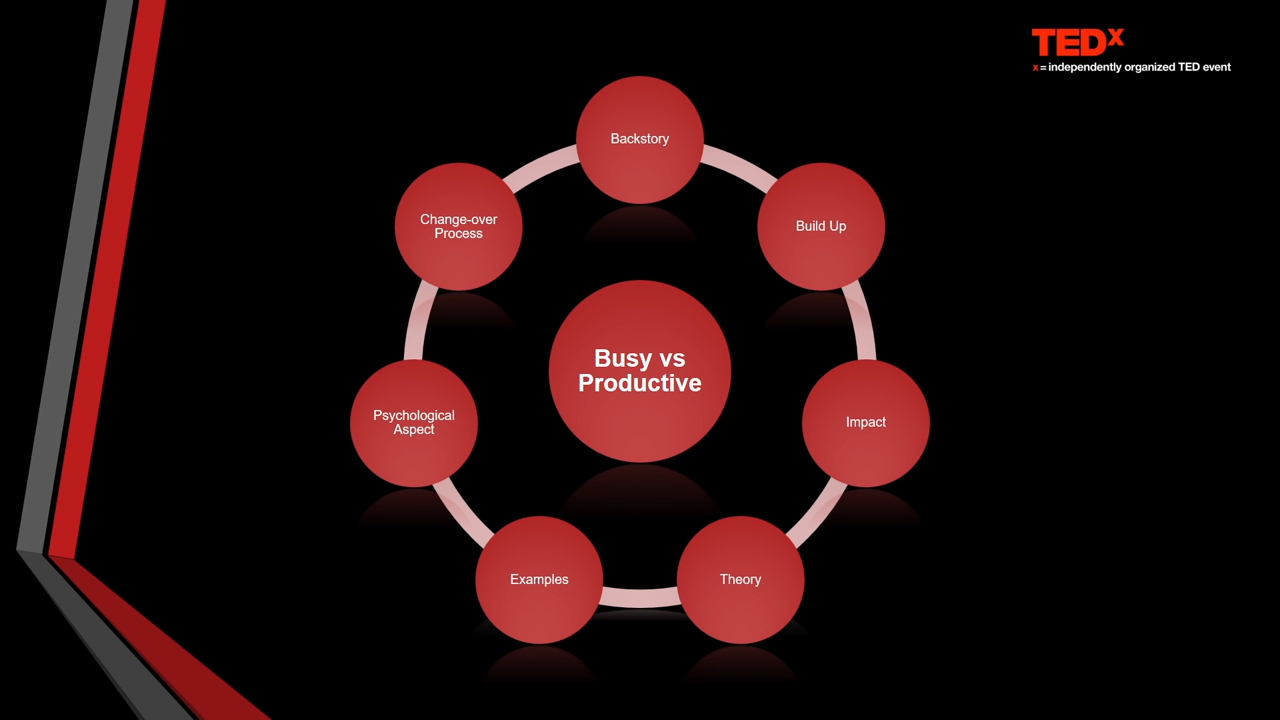 TEDx
x = independently organized TED event
Backstory
Build Up
Impact
Theory
Examples
Psychological
Aspect
Change-over
Process
Busy vs
Productive